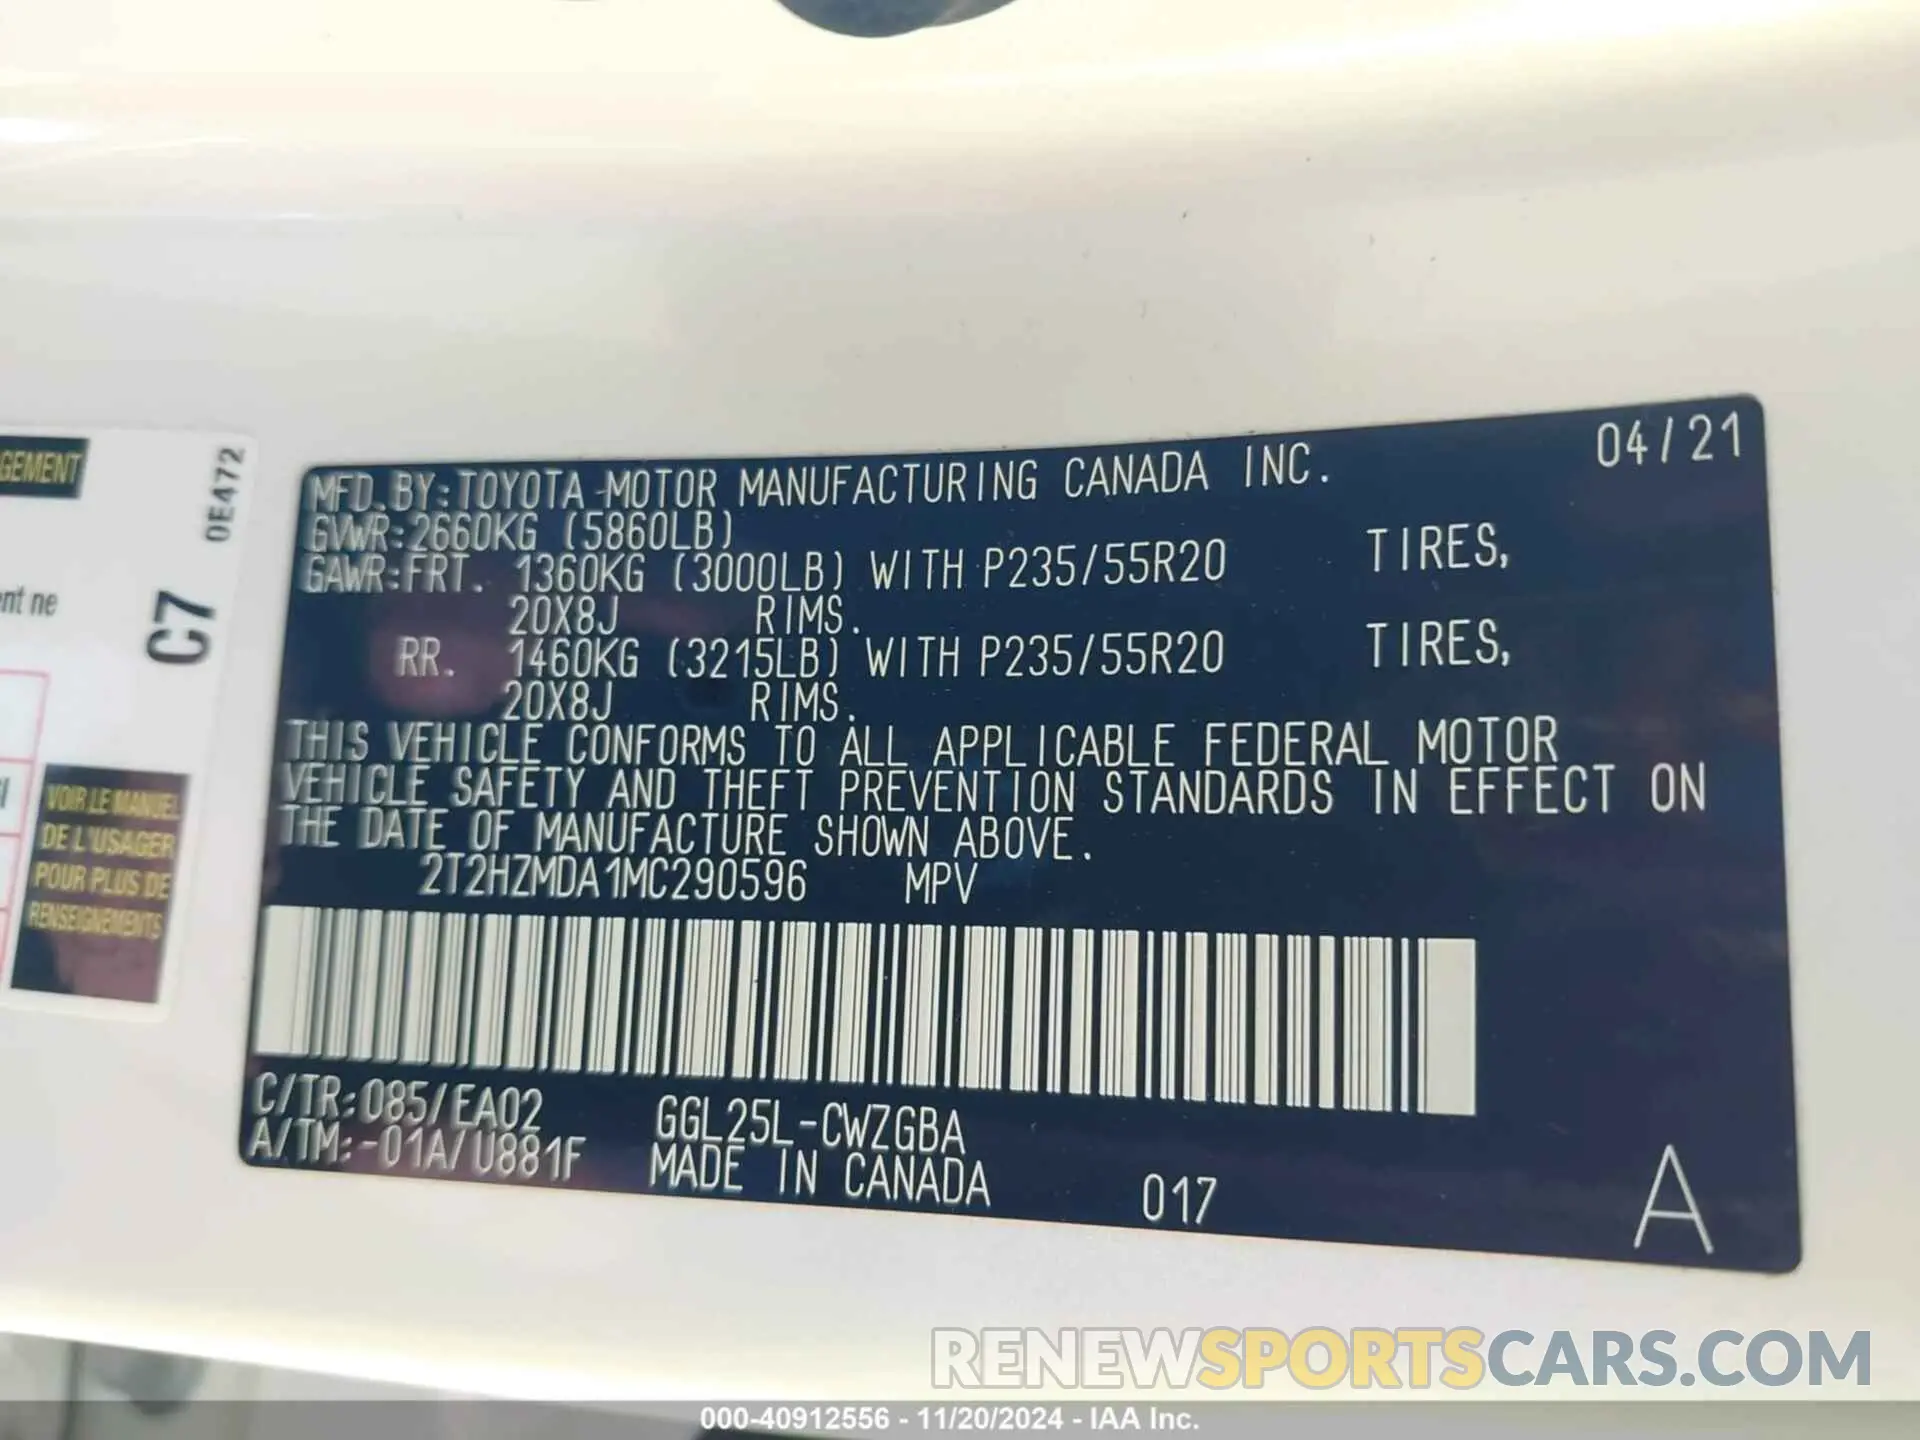 GEMENT
0E472
ent ne
C7
VOIR LE MANUEL
DE L'USAGER
POUR PLUS DE
RENSEIGNEMENTS
MFD. BY: TOYOTA MOTOR MANUFACTURING CANADA INC. 04/21
GVWR: 2660KG (5860LB)
GAWR: FRT. 1360KG (3000LB) WITH P235/55R20 TIRES,
20X8J RIMS.
RR. 1460KG (3215LB) WITH P235/55R20 TIRES,
20X8J RIMS.
THIS VEHICLE CONFORMS TO ALL APPLICABLE FEDERAL MOTOR
VEHICLE SAFETY AND THEFT PREVENTION STANDARDS IN EFFECT ON
THE DATE OF MANUFACTURE SHOWN ABOVE.
2T2HZMDA1MC290596 MPV
C/TR: 085/EA02 GGL25L-CWZGBA
A/TM: -01A/U881F MADE IN CANADA 017 A
RENEWSPORTSCARS.COM
000-40912556 - 11/20/2024 - IAA Inc.